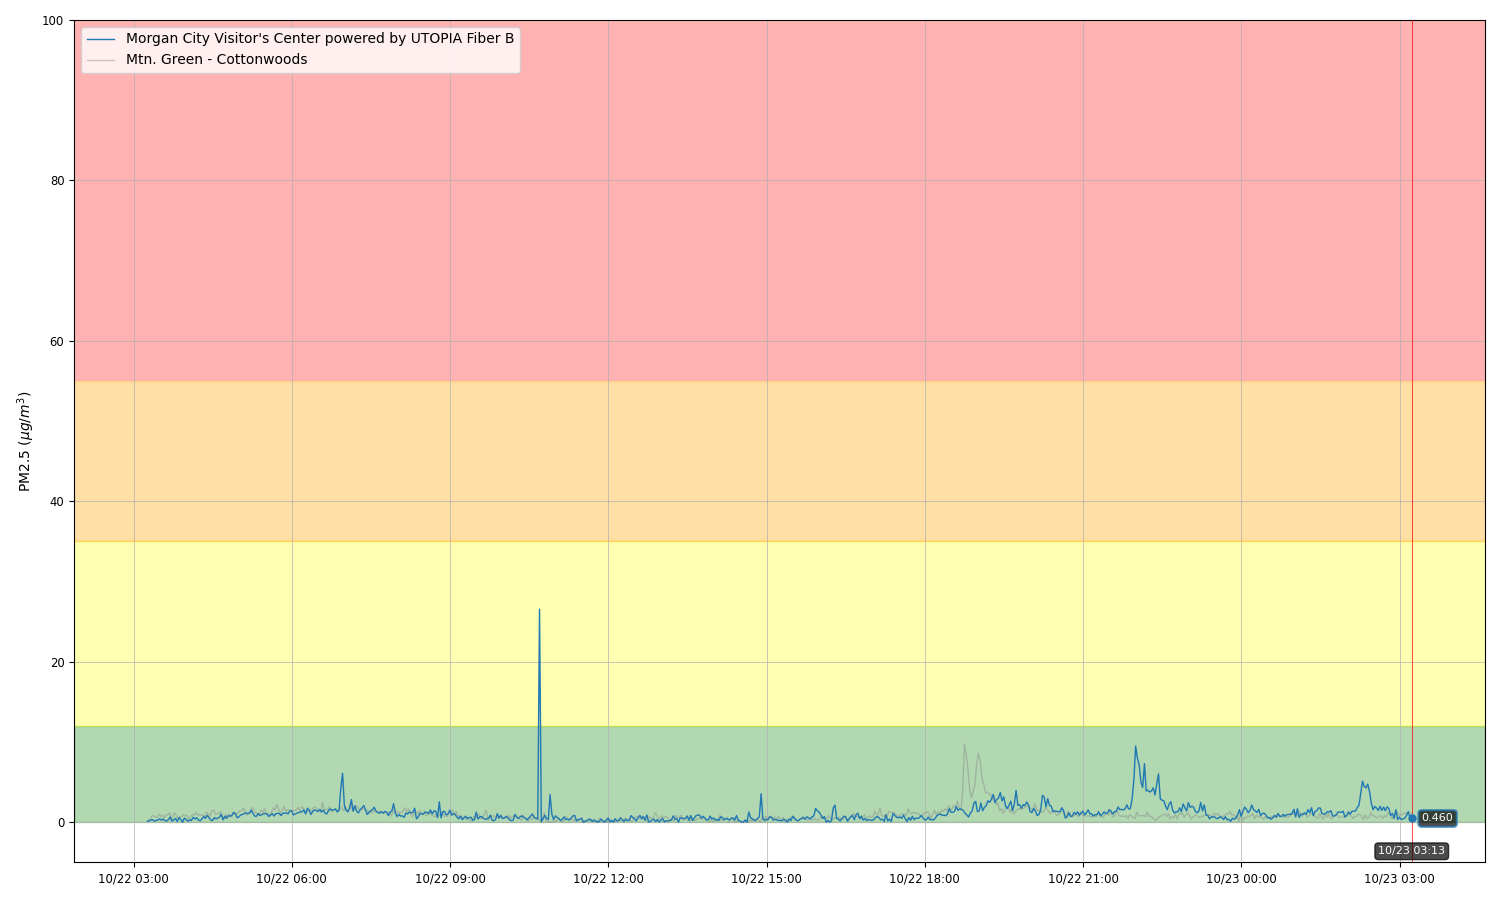 100
Morgan City Visitor's Center powered by UTOPIA Fiber B
Mtn. Green - Cottonwoods
80
60
PM2.5 (µg/m³)
40
20
0
0.460
10/23 03:13
10/22 03:00 10/22 06:00 10/22 09:00 10/22 12:00 10/22 15:00 10/22 18:00 10/22 21:00 10/23 00:00 10/23 03:00